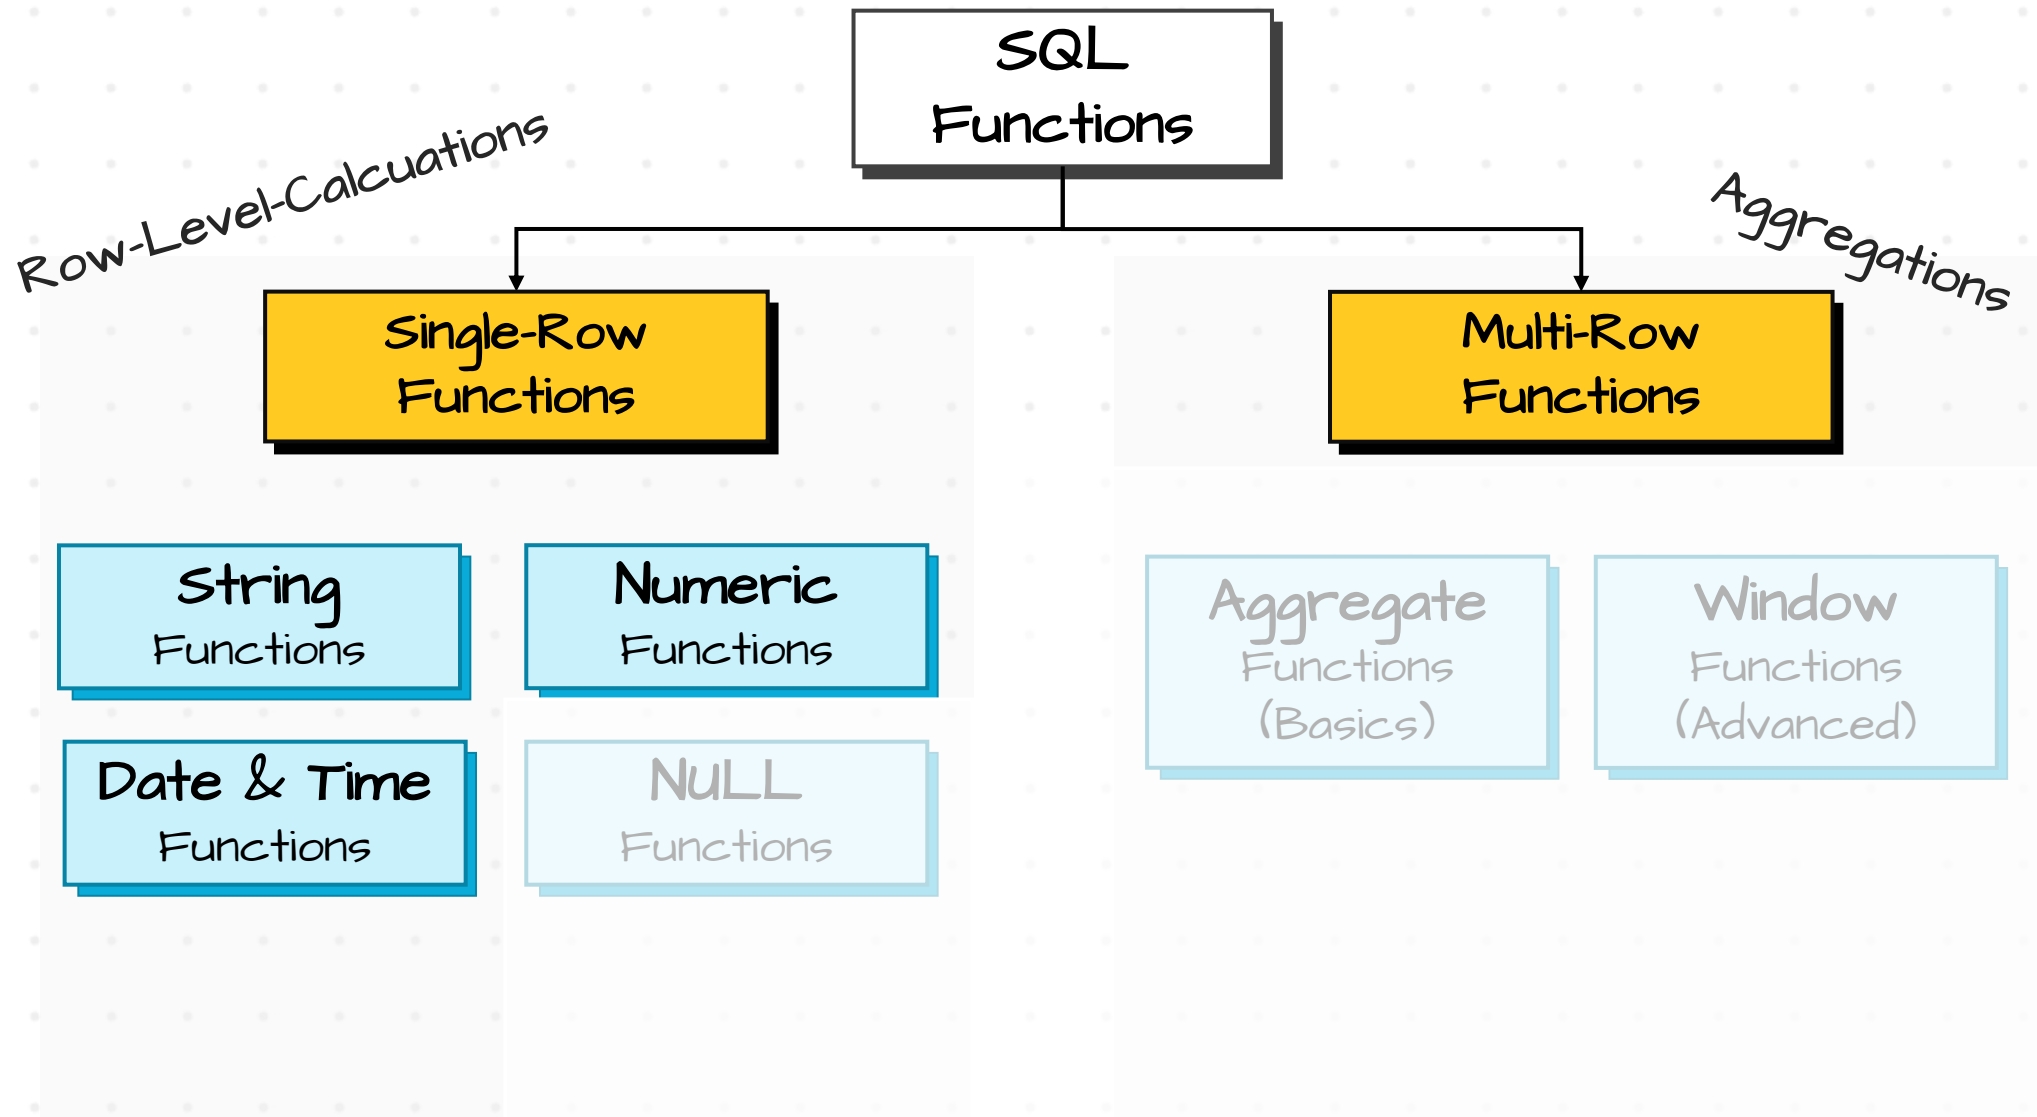 SQL
Functions
Row-Level-Calcuations
Aggregations
Single-Row
Functions
Multi-Row
Functions
String
Functions
Numeric
Functions
Date & Time
Functions
NULL
Functions
Aggregate
Functions
(Basics)
Window
Functions
(Advanced)